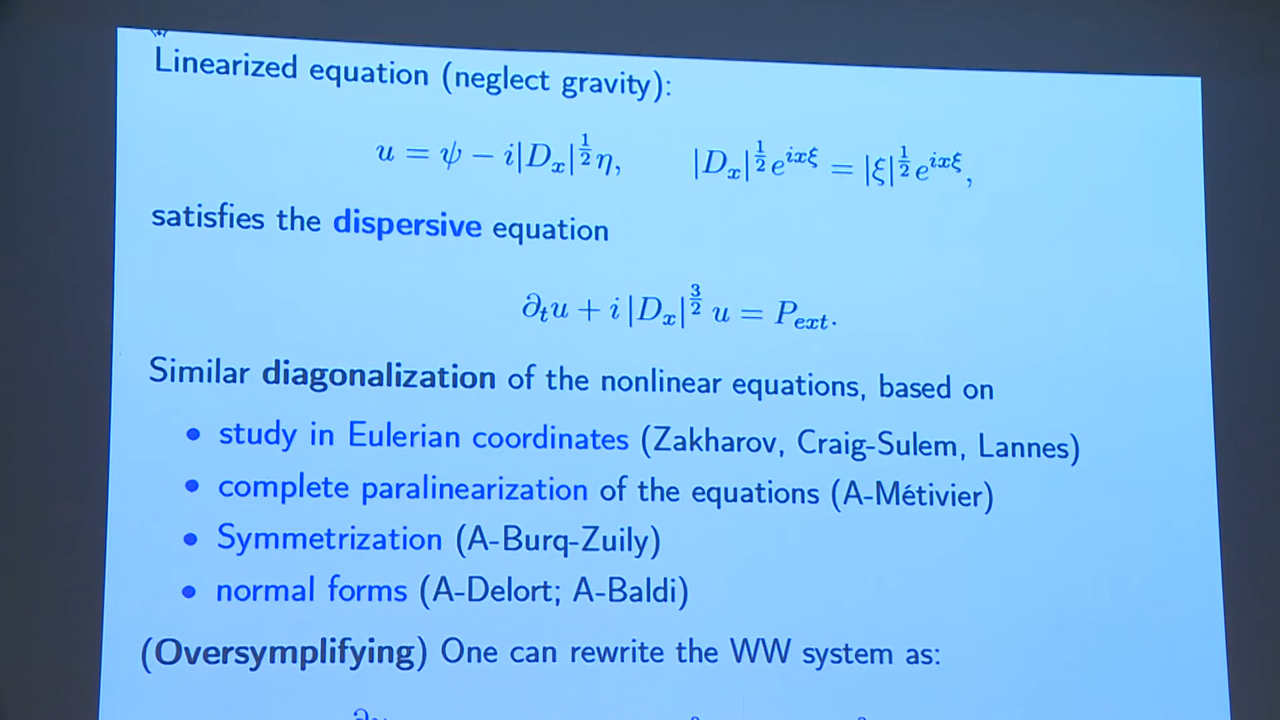 Linearized equation (neglect gravity):
u = ψ − i|D_x|^{1/2} η, |D_x|^{1/2} e^{ixξ} = |ξ|^{1/2} e^{ixξ},
satisfies the dispersive equation
∂_t u + i |D_x|^{3/2} u = P_{ext}.
Similar diagonalization of the nonlinear equations, based on
• study in Eulerian coordinates (Zakharov, Craig-Sulem, Lannes)
• complete paralinearization of the equations (A-Métivier)
• Symmetrization (A-Burq-Zuily)
• normal forms (A-Delort; A-Baldi)
(Oversymplifying) One can rewrite the WW system as: